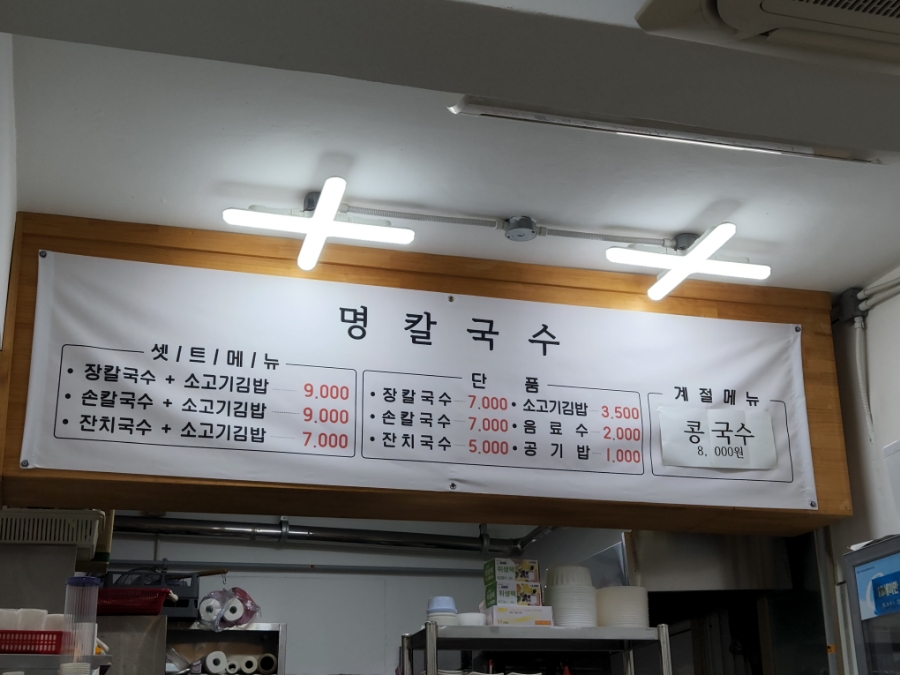 명칼국수
셋/트/메/뉴
• 장칼국수 + 소고기김밥 9.000
• 손칼국수 + 소고기김밥 9.000
• 잔치국수 + 소고기김밥 7.000
단 품
• 장칼국수 7.000
• 손칼국수 7.000
• 잔치국수 5.000
• 소고기김밥 3.500
• 음료수 2.000
• 공기밥 1.000
계절메뉴
콩국수
8. 000원